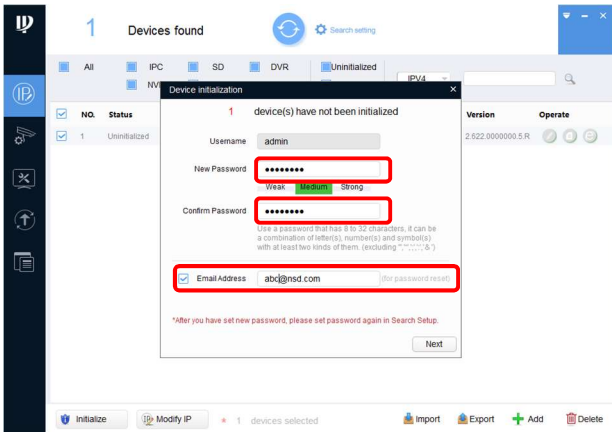 1 Devices found
Search setting
All IPC SD DVR Uninitialized
IPV4
Device initialization
1 device(s) have not been initialized
NO. Status Version Operate
1 Uninitialized 2.622.0000000.5.R
Username admin
New Password ●●●●●●●●
Weak Medium Strong
Confirm Password ●●●●●●●●
Use a password that has 8 to 32 characters, it can be
a combination of letter(s), number(s) and symbol(s)
with at least two kinds of them. (excluding
Email Address abc@nsd.com (for password reset)
*After you have set new password, please set password again in Search Setup.
Next
Initialize Modify IP 1 devices selected Import Export Add Delete